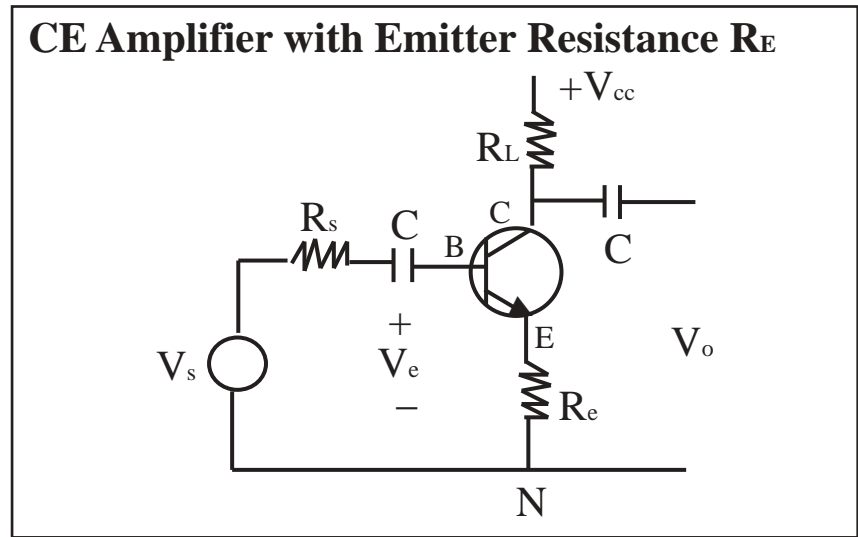 CE Amplifier with Emitter Resistance RE
+Vcc
RL
C
Rs
C
B
C
+
E
Vs
Ve
Vo
−
Re
N